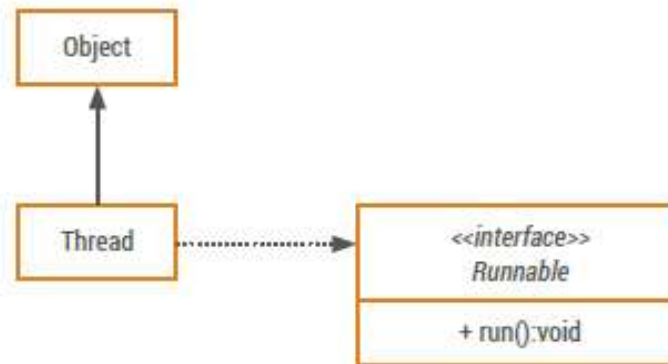 Object
Thread
<<interface>>
Runnable
+ run():void